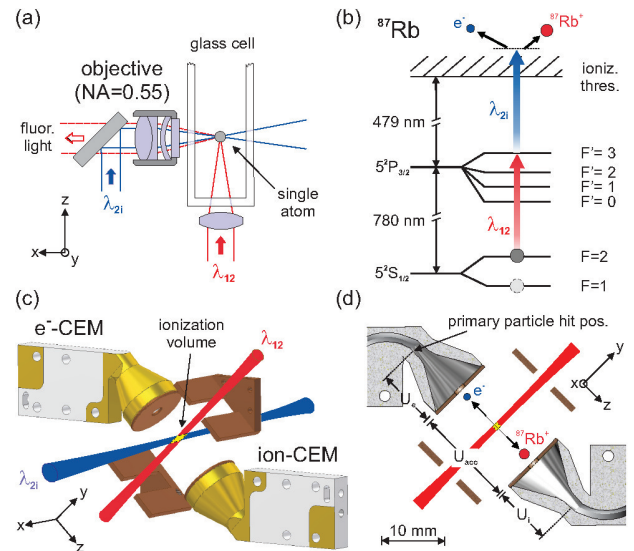 (a)
glass cell
objective
(NA=0.55)
fluor.
light
λ2i
single
atom
λ12
z
x
y
(b)
⁸⁷Rb
e⁻
⁸⁷Rb⁺
ioniz.
thres.
λ2i
479 nm
5²P3/2
F'= 3
F'= 2
F'= 1
F'= 0
780 nm
λ12
5²S1/2
F=2
F=1
(c)
e⁻-CEM
ionization
volume
λ12
λ2i
ion-CEM
y
x
z
(d)
primary particle hit pos.
e⁻
⁸⁷Rb⁺
Ue
Uacc
Ui
y
x
z
10 mm